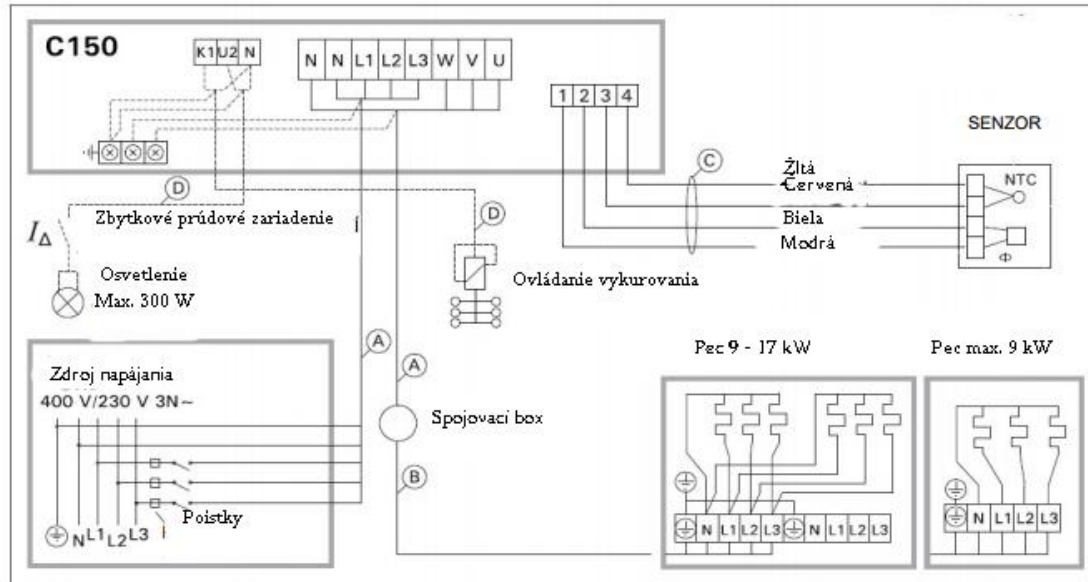 C150
K1 U2 N
N N L1 L2 L3 W V U
1 2 3 4
SENZOR
C
Žltá
Červená
Biela
Modrá
NTC
Φ
D
Zbytkové prúdové zariadenie
IΔ
D
Osvetlenie
Max. 300 W
Ovládanie vykurovania
A
A
Zdroj napájania
400 V/230 V 3N~
Spojovací box
B
Poistky
N L1 L2 L3
Pec 9 - 17 kW
N L1 L2 L3 N L1 L2 L3
Pec max. 9 kW
N L1 L2 L3